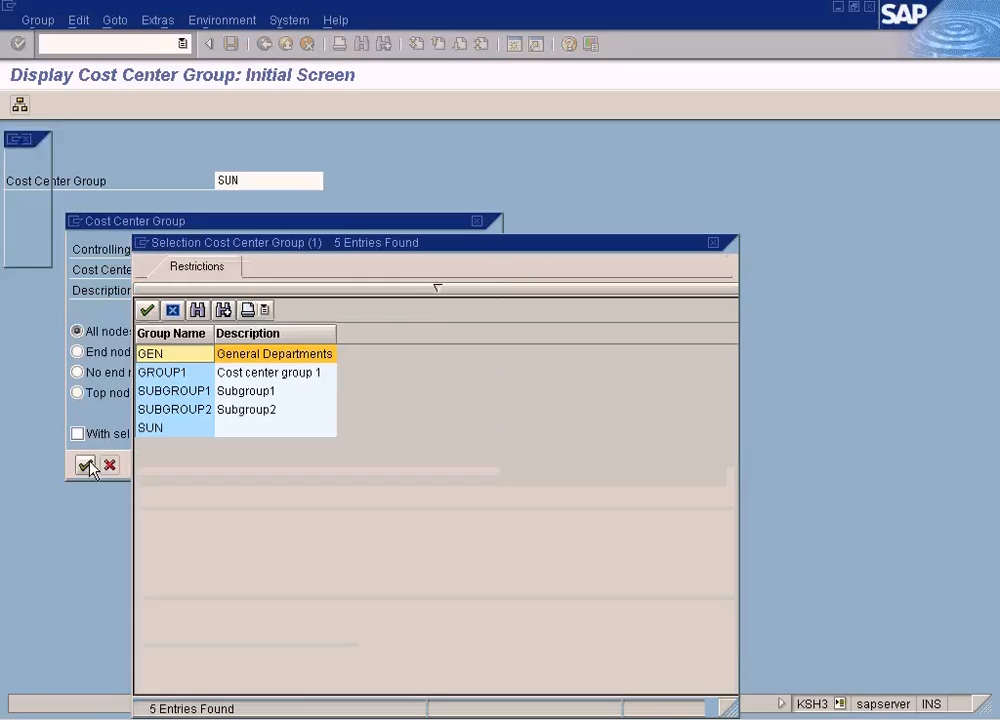 Group Edit Goto Extras Environment System Help
SAP
Display Cost Center Group: Initial Screen
Cost Center Group SUN
Cost Center Group
Selection Cost Center Group (1) 5 Entries Found
Controlling
Restrictions
Cost Cente
Description
Group Name Description
All nodes
GEN General Departments
End nod
GROUP1 Cost center group 1
No end n
SUBGROUP1 Subgroup1
Top nod
SUBGROUP2 Subgroup2
SUN
With sel
5 Entries Found
KSH3 sapserver INS